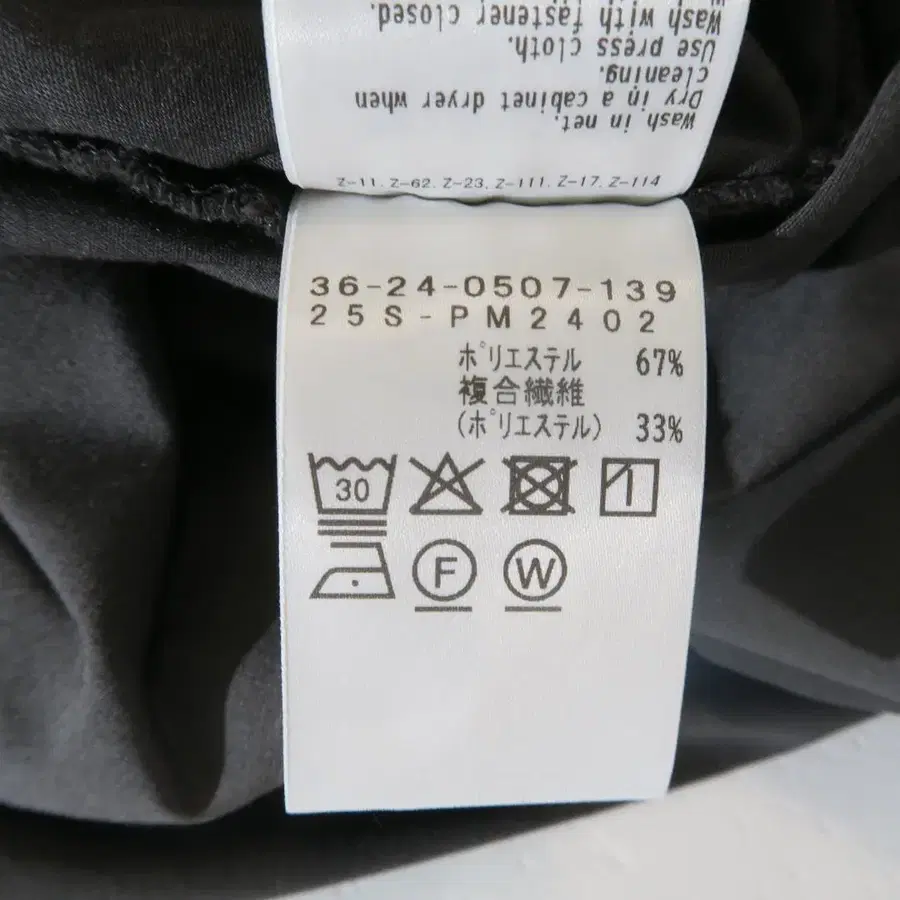 Wash in net.
Dry in a cabinet dryer when
cleaning.
Use press cloth.
Wash with fastener closed.
Z-11, Z-62, Z-23, Z-111, Z-17, Z-114
36-24-0507-139
25S-PM2402
ポリエステル 67%
複合繊維
(ポリエステル) 33%
30
F W